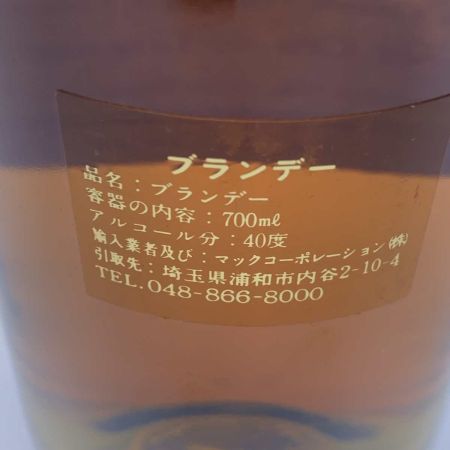 ブランデー
品名：ブランデー
容器の内容：700mℓ
アルコール分：40度
輸入業者及び：マックコーポレーション(株)
引取先：埼玉県浦和市内谷2-10-4
TEL.048-866-8000